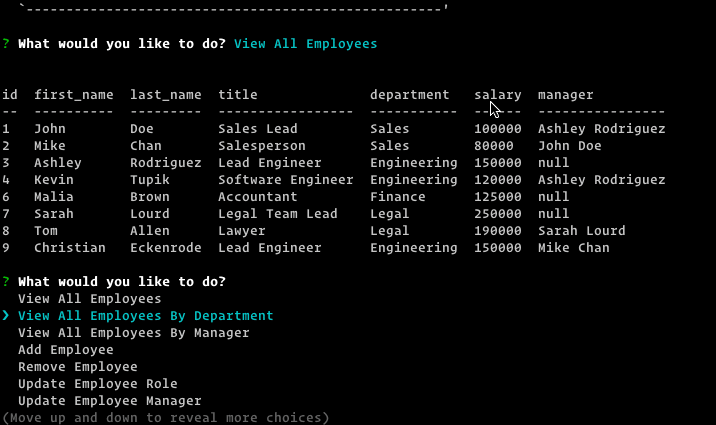 `----------------------------------------------------'
? What would you like to do? View All Employees
id  first_name  last_name  title              department   salary  manager
--  ----------  ---------  -----------------  -----------  ------  ----------------
1   John        Doe        Sales Lead         Sales        100000  Ashley Rodriguez
2   Mike        Chan       Salesperson        Sales        80000   John Doe
3   Ashley      Rodriguez  Lead Engineer      Engineering  150000  null
4   Kevin       Tupik      Software Engineer  Engineering  120000  Ashley Rodriguez
6   Malia       Brown      Accountant         Finance      125000  null
7   Sarah       Lourd      Legal Team Lead    Legal        250000  null
8   Tom         Allen      Lawyer             Legal        190000  Sarah Lourd
9   Christian   Eckenrode  Lead Engineer      Engineering  150000  Mike Chan
? What would you like to do?
  View All Employees
❯ View All Employees By Department
  View All Employees By Manager
  Add Employee
  Remove Employee
  Update Employee Role
  Update Employee Manager
(Move up and down to reveal more choices)